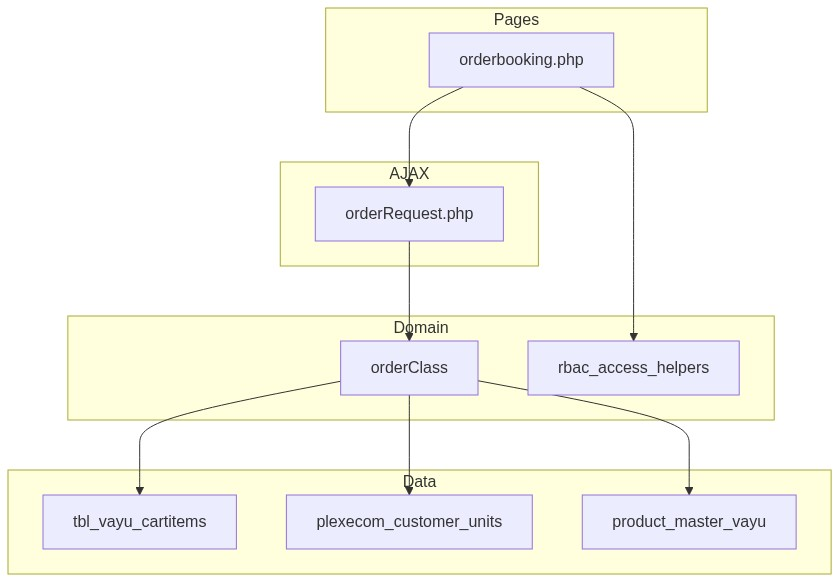 Pages
orderbooking.php
AJAX
orderRequest.php
Domain
orderClass
rbac_access_helpers
Data
tbl_vayu_cartitems
plexecom_customer_units
product_master_vayu